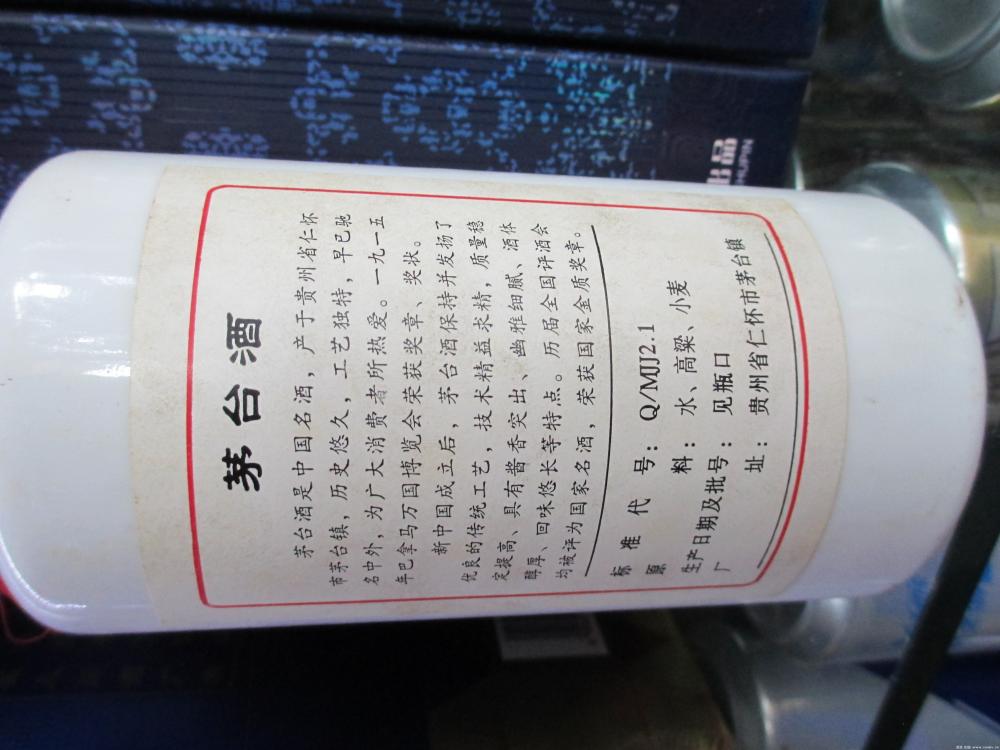 茅台酒
茅台酒是中国名酒，产于贵州省仁怀
市茅台镇，历史悠久，工艺独特，早已驰
名中外，为广大消费者所热爱。一九一五
年巴拿马万国博览会荣获奖章、奖状。
新中国成立后，茅台酒保持并发扬了
优良的传统工艺，技术精益求精，质量稳
定提高、具有酱香突出、幽雅细腻、酒体
醇厚、回味悠长等特点。历届全国评酒会
均被评为国家名酒，荣获国家金质奖章。
标准代号：Q/MJJ2.1
原料：水、高粱、小麦
生产日期及批号：见瓶口
厂址：贵州省仁怀市茅台镇
出品